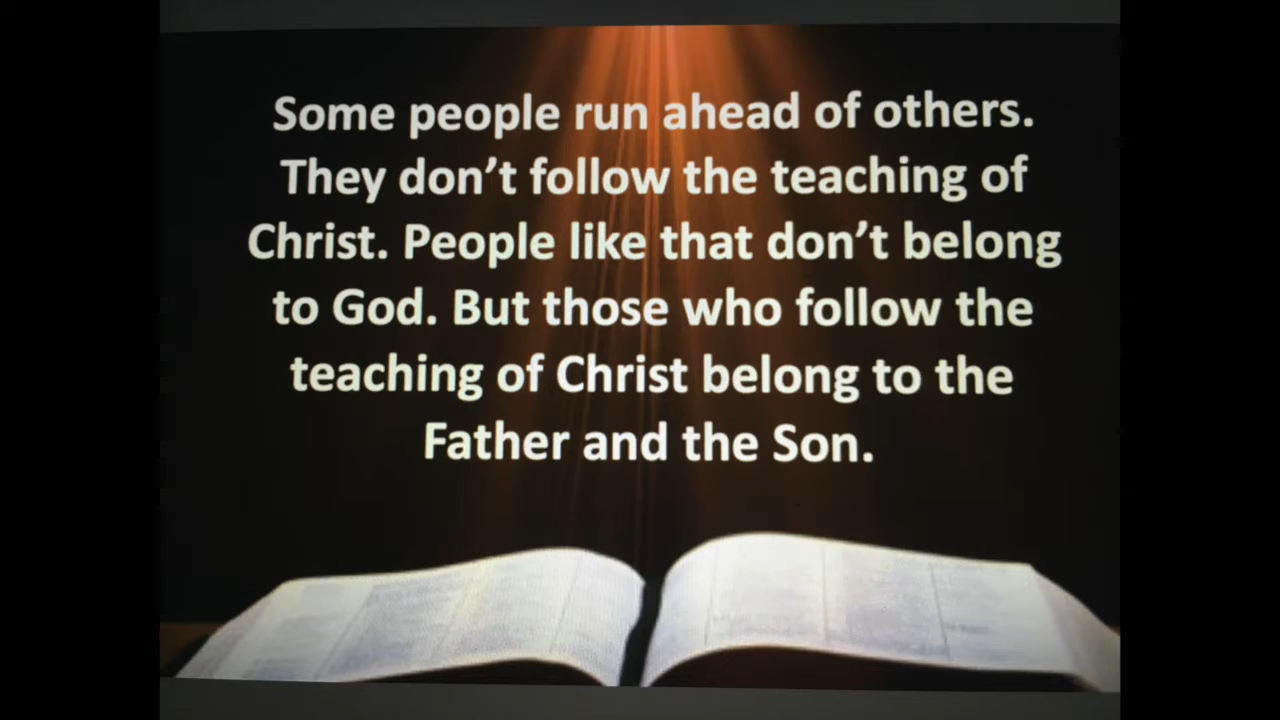 Some people run ahead of others.
They don't follow the teaching of
Christ. People like that don't belong
to God. But those who follow the
teaching of Christ belong to the
Father and the Son.